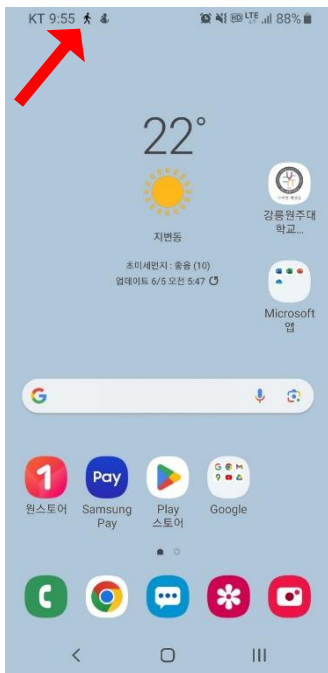 KT 9:55
LTE
88%
22°
지변동
초미세먼지 : 좋음 (10)
업데이트 6/5 오전 5:47
강릉원주대
학교...
Microsoft
앱
G
1
Pay
G M
원스토어
Samsung
Pay
Play
스토어
Google